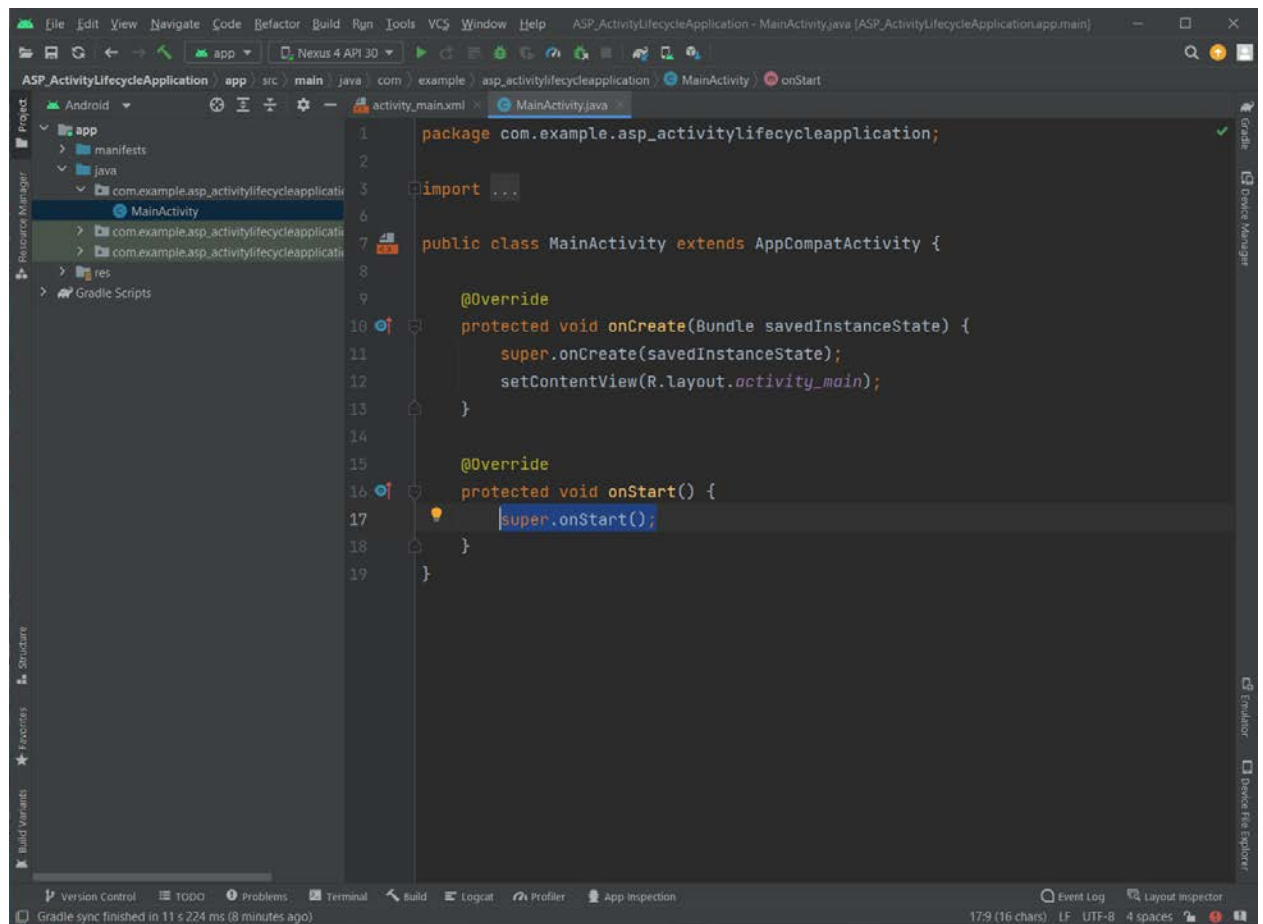 File Edit View Navigate Code Refactor Build Run Tools VCS Window Help ASP_ActivityLifecycleApplication - MainActivity.java [ASP_ActivityLifecycleApplication.app.main]
app Nexus 4 API 30
ASP_ActivityLifecycleApplication app src main java com example asp_activitylifecycleapplication MainActivity onStart
Project
Resource Manager
Structure
Favorites
Build Variants
Android
app
manifests
java
com.example.asp_activitylifecycleapplicati
MainActivity
com.example.asp_activitylifecycleapplicati
com.example.asp_activitylifecycleapplicati
res
Gradle Scripts
activity_main.xml MainActivity.java
1 package com.example.asp_activitylifecycleapplication;
2
3 import ...
6
7 public class MainActivity extends AppCompatActivity {
8
9 @Override
10 protected void onCreate(Bundle savedInstanceState) {
11 super.onCreate(savedInstanceState);
12 setContentView(R.layout.activity_main);
13 }
14
15 @Override
16 protected void onStart() {
17 super.onStart();
18 }
19 }
Gradle
Device Manager
Emulator
Device File Explorer
Version Control TODO Problems Terminal Build Logcat Profiler App Inspection Event Log Layout Inspector
Gradle sync finished in 11 s 224 ms (8 minutes ago) 17:9 (16 chars) LF UTF-8 4 spaces